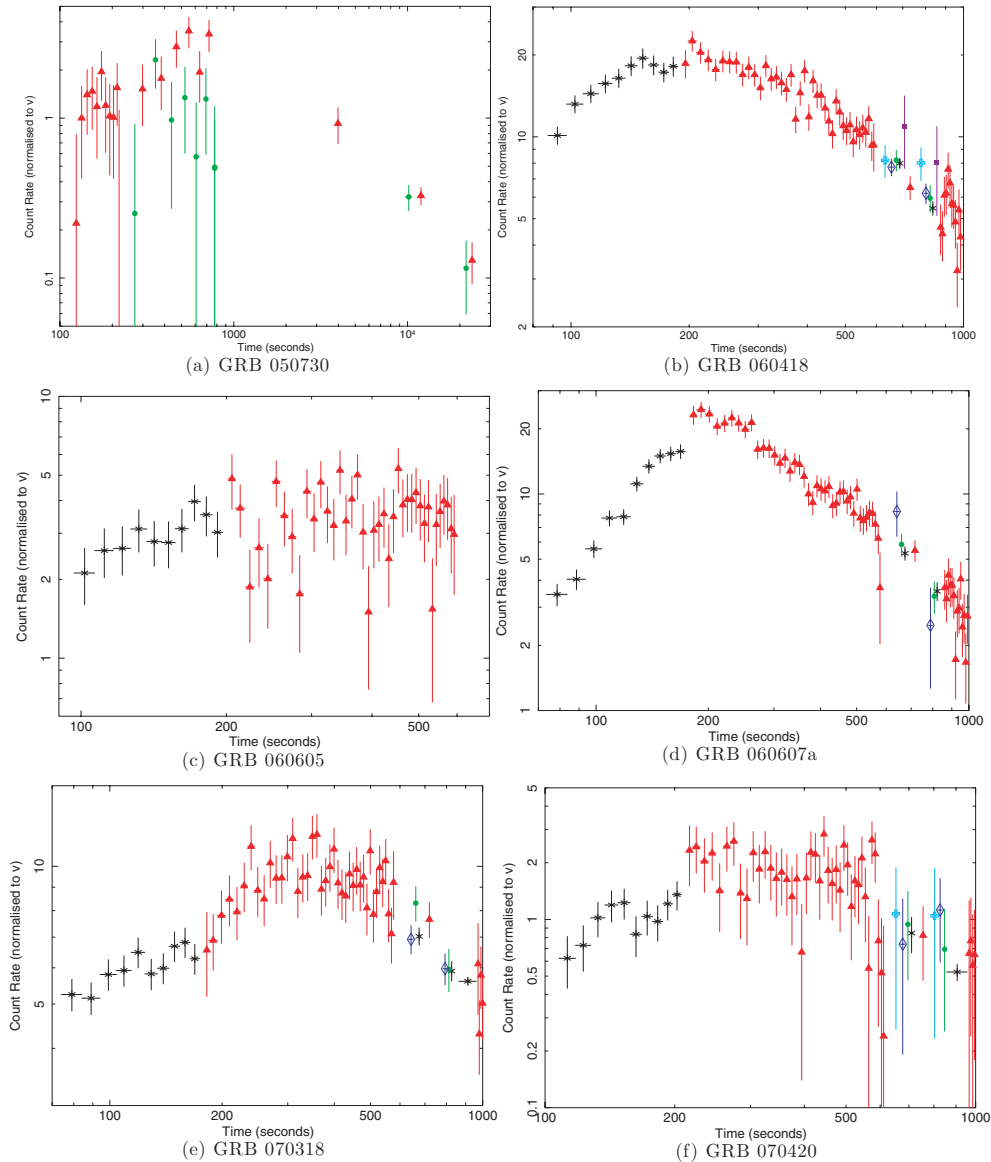 Count Rate (normalised to v)
1
0.1
100
1000
10⁴
Time (seconds)
(a) GRB 050730
Count Rate (normalised to v)
20
10
5
2
100
200
500
1000
Time (seconds)
(b) GRB 060418
Count Rate (normalised to v)
10
5
2
1
100
200
500
Time (seconds)
(c) GRB 060605
Count Rate (normalised to v)
20
10
5
2
1
100
200
500
1000
Time (seconds)
(d) GRB 060607a
Count Rate (normalised to v)
10
5
100
200
500
1000
Time (seconds)
(e) GRB 070318
Count Rate (normalised to v)
5
2
1
0.5
0.2
0.1
100
200
500
1000
Time (seconds)
(f) GRB 070420